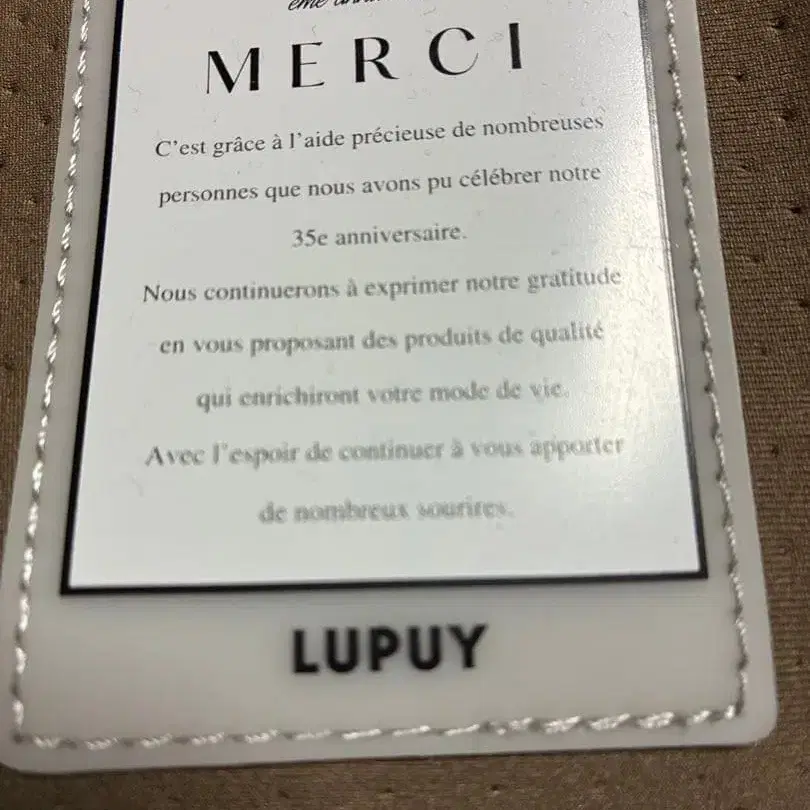 ème
MERCI
C'est grâce à l'aide précieuse de nombreuses
personnes que nous avons pu célébrer notre
35e anniversaire.
Nous continuerons à exprimer notre gratitude
en vous proposant des produits de qualité
qui enrichiront votre mode de vie.
Avec l'espoir de continuer à vous apporter
de nombreux sourires.
LUPUY